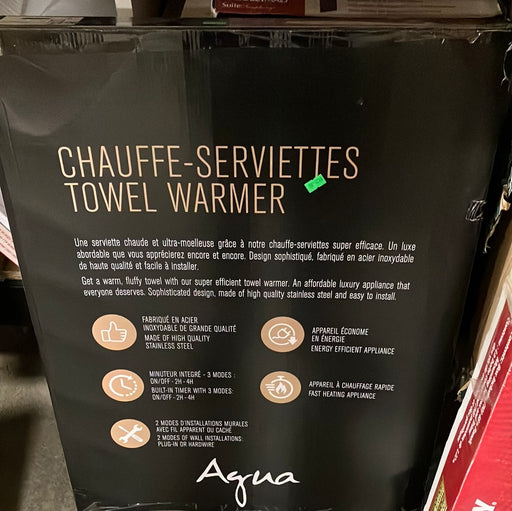 CHAUFFE-SERVIETTES
TOWEL WARMER
Une serviette chaude et ultra-moelleuse grâce à notre chauffe-serviettes super efficace. Un luxe
abordable que vous apprécierez encore et encore. Design sophistiqué, fabriqué en acier inoxydable
de haute qualité et facile à installer.
Get a warm, fluffy towel with our super efficient towel warmer. An affordable luxury appliance that
everyone deserves. Sophisticated design, made of high quality stainless steel and easy to install.
FABRIQUÉ EN ACIER
INOXYDABLE DE GRANDE QUALITÉ
MADE OF HIGH QUALITY
STAINLESS STEEL
APPAREIL ÉCONOME
EN ÉNERGIE
ENERGY EFFICIENT APPLIANCE
MINUTEUR INTÉGRÉ - 3 MODES :
ON/OFF - 2H - 4H
BUILT-IN TIMER WITH 3 MODES:
ON/OFF - 2H - 4H
APPAREIL À CHAUFFAGE RAPIDE
FAST HEATING APPLIANCE
2 MODES D'INSTALLATIONS MURALES
AVEC FIL APPARENT OU CACHÉ
2 MODES OF WALL INSTALLATIONS:
PLUG-IN OR HARDWIRE
Agua